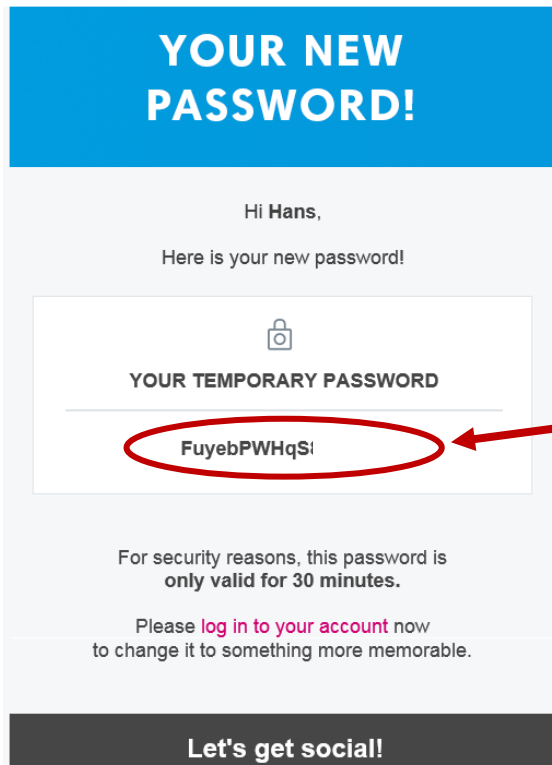 YOUR NEW
PASSWORD!
Hi Hans,
Here is your new password!
YOUR TEMPORARY PASSWORD
For security reasons, this password is
only valid for 30 minutes.
Please log in to your account now
to change it to something more memorable.
Let's get social!